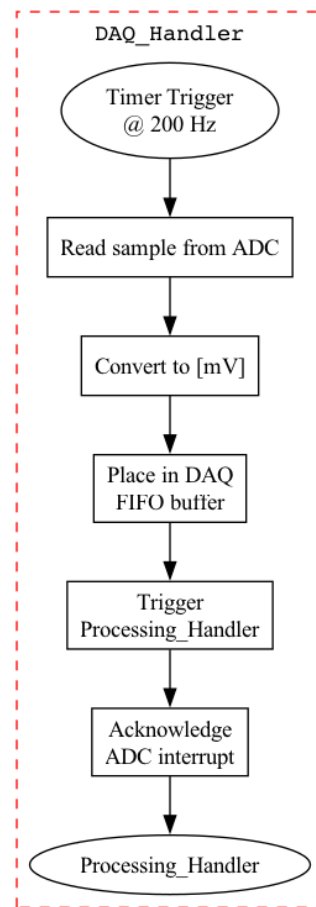 DAQ_Handler
Timer Trigger
@ 200 Hz
Read sample from ADC
Convert to [mV]
Place in DAQ
FIFO buffer
Trigger
Processing_Handler
Acknowledge
ADC interrupt
Processing_Handler